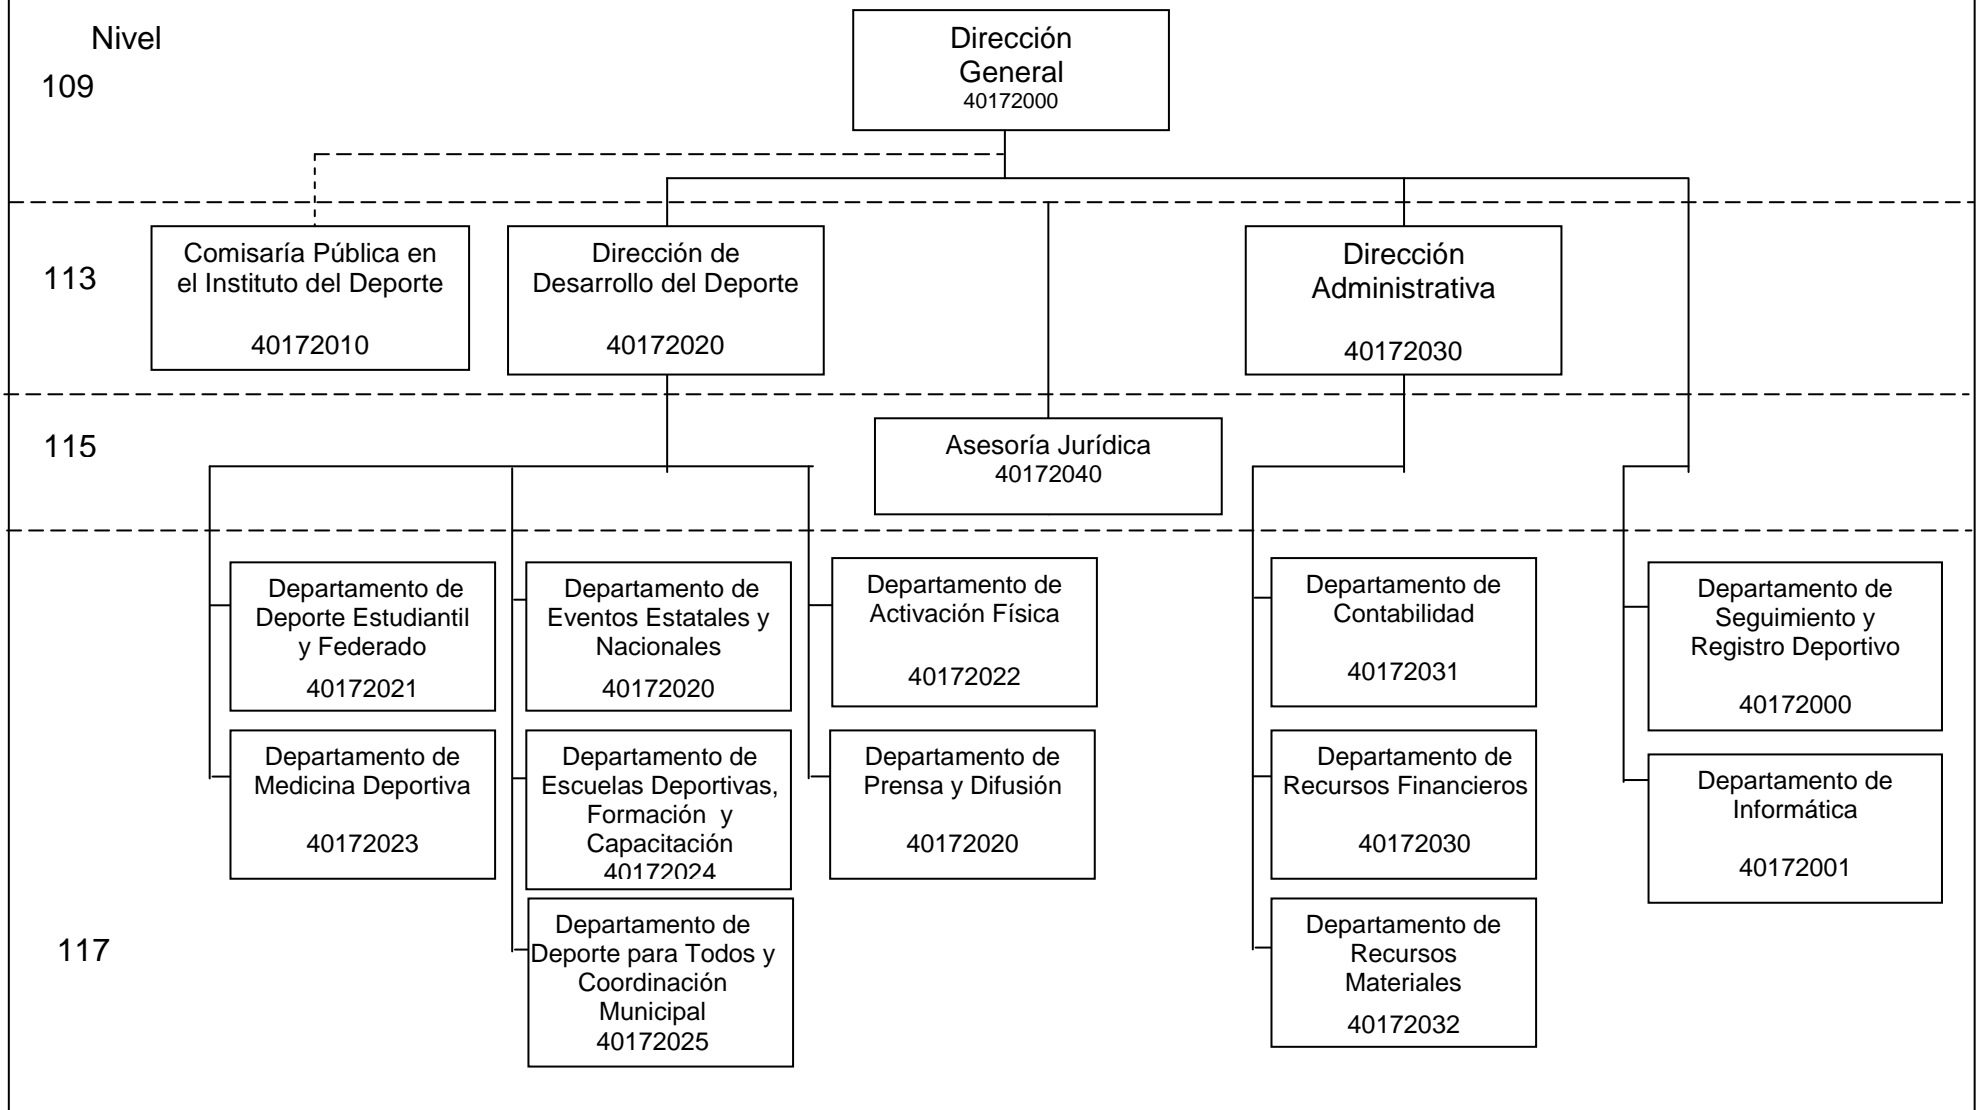 Nivel
109
Dirección
General
40172000
113
Comisaría Pública en
el Instituto del Deporte
40172010
Dirección de
Desarrollo del Deporte
40172020
Dirección
Administrativa
40172030
115
Asesoría Jurídica
40172040
117
Departamento de
Deporte Estudiantil
y Federado
40172021
Departamento de
Eventos Estatales y
Nacionales
40172020
Departamento de
Activación Física
40172022
Departamento de
Contabilidad
40172031
Departamento de
Seguimiento y
Registro Deportivo
40172000
Departamento de
Medicina Deportiva
40172023
Departamento de
Escuelas Deportivas,
Formación y
Capacitación
40172024
Departamento de
Prensa y Difusión
40172020
Departamento de
Recursos Financieros
40172030
Departamento de
Informática
40172001
Departamento de
Deporte para Todos y
Coordinación
Municipal
40172025
Departamento de
Recursos
Materiales
40172032